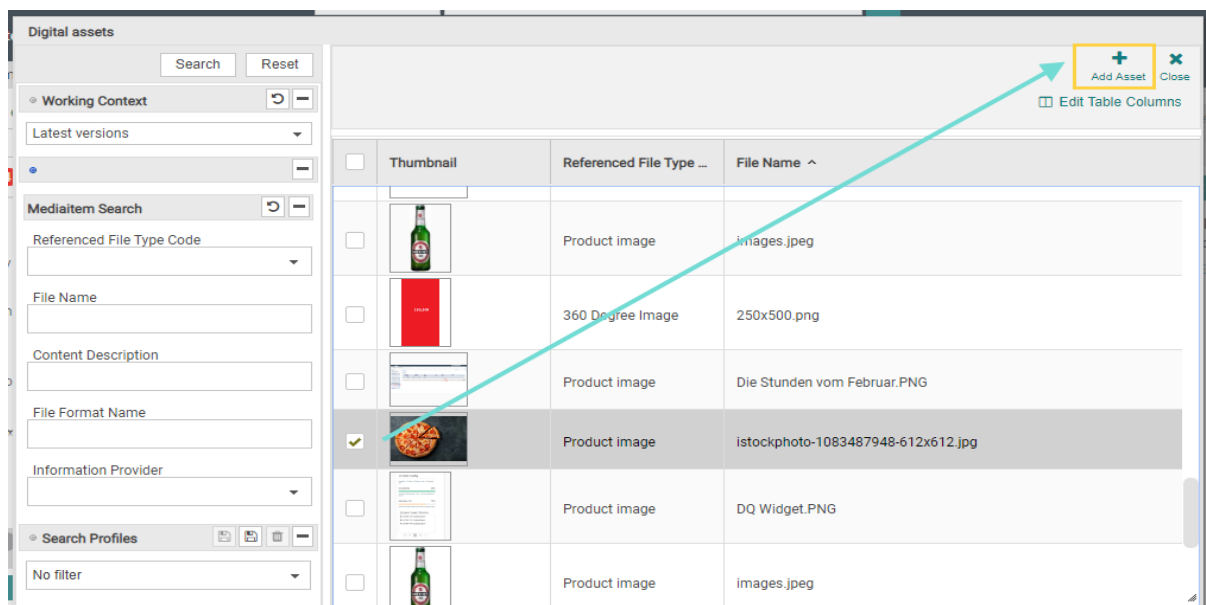 Digital assets
Search Reset
Add Asset Close
Edit Table Columns
Working Context
Latest versions
Mediaitem Search
Referenced File Type Code
File Name
Content Description
File Format Name
Information Provider
Search Profiles
No filter
Thumbnail Referenced File Type ... File Name
Product image images.jpeg
360 Degree Image 250x500.png
Product image Die Stunden vom Februar.PNG
Product image istockphoto-1083487948-612x612.jpg
Product image DQ Widget.PNG
Product image images.jpeg